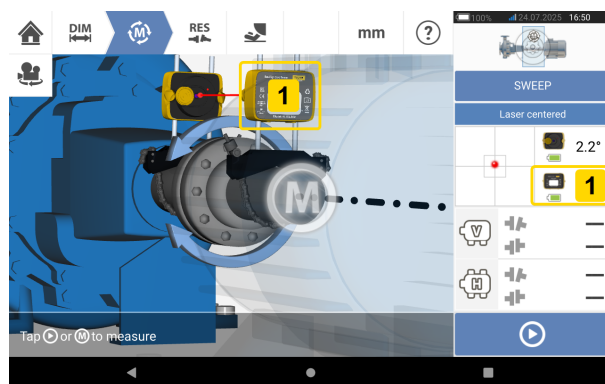 DIM
M
RES
mm
?
100% 24.07.2025 16:50
SWEEP
Laser centered
1
2.2°
1
M
V
H
Tap or M to measure